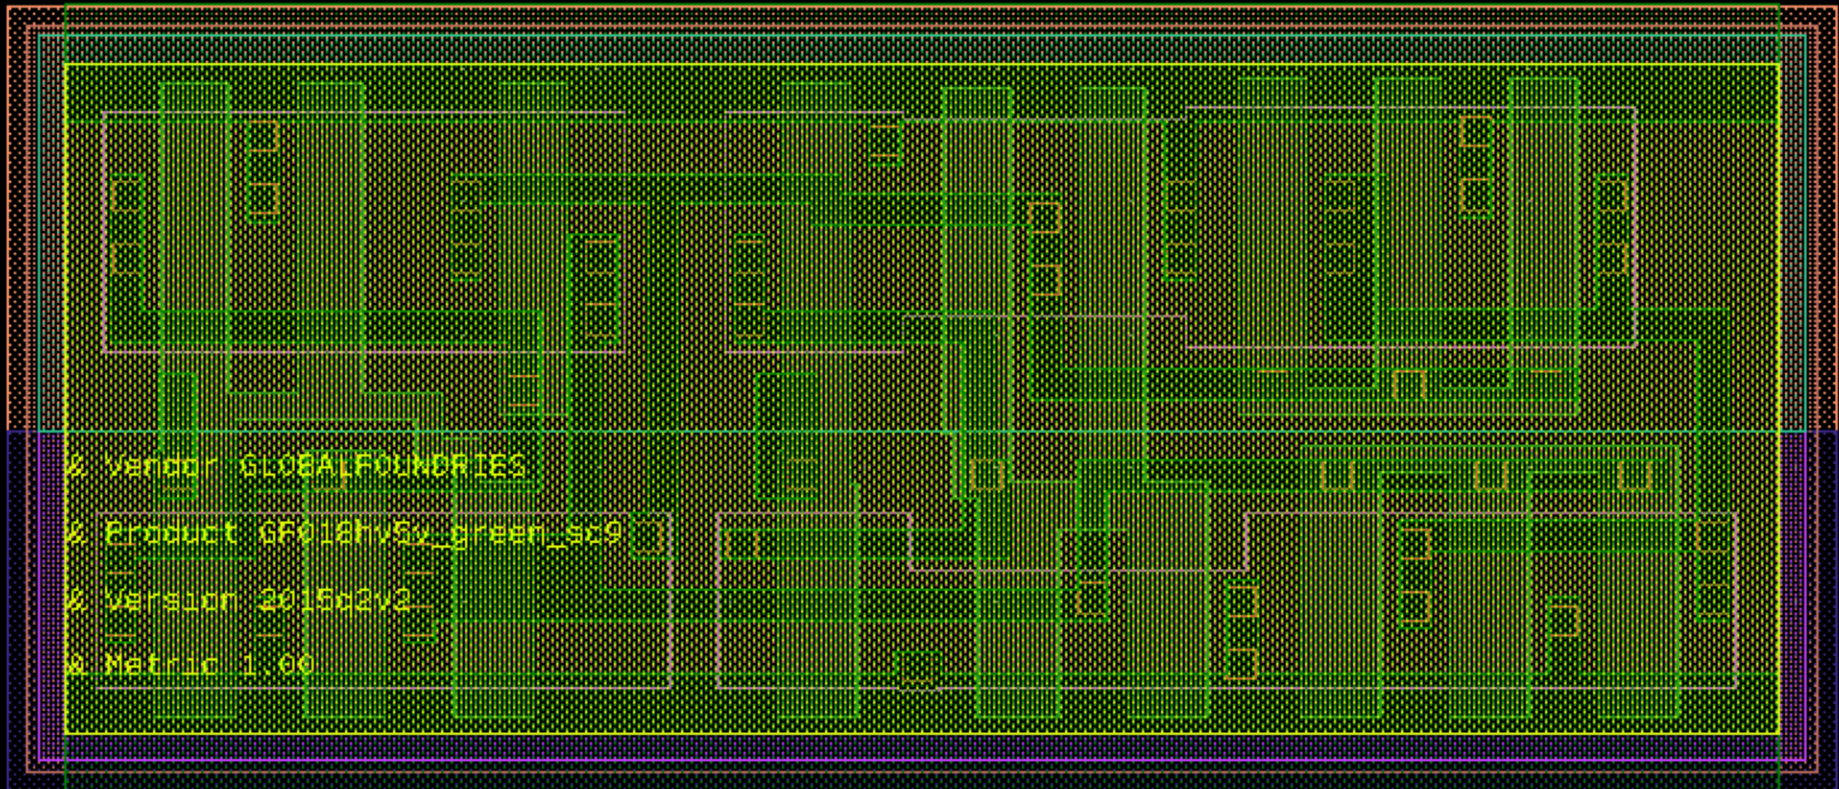 & Vendor GLOBALFOUNDRIES
& Product GF018hv5v_green_sc9
& Version 2015q2v2
& Metric 1.00